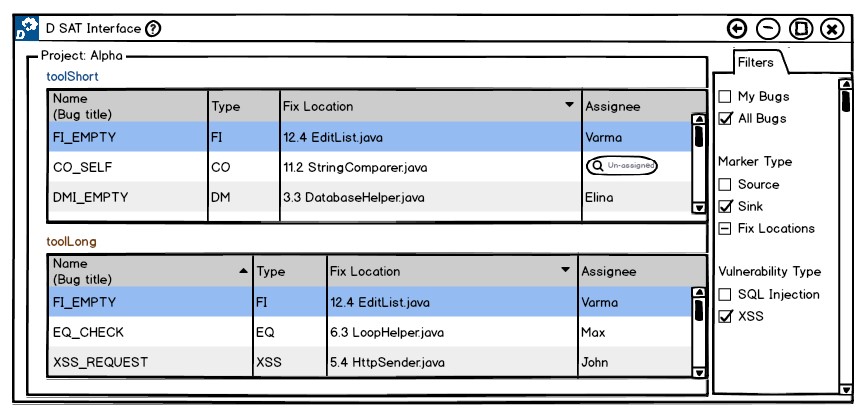 D SAT Interface ?
D
Project: Alpha
toolShort
Name
(Bug title)
Type
Fix Location
Assignee
FI_EMPTY
FI
12.4 EditList.java
Varma
CO_SELF
CO
11.2 StringComparer.java
Un-assigned
DMI_EMPTY
DM
3.3 DatabaseHelper.java
Elina
toolLong
Name
(Bug title)
Type
Fix Location
Assignee
FI_EMPTY
FI
12.4 EditList.java
Varma
EQ_CHECK
EQ
6.3 LoopHelper.java
Max
XSS_REQUEST
XSS
5.4 HttpSender.java
John
Filters
My Bugs
All Bugs
Marker Type
Source
Sink
Fix Locations
Vulnerability Type
SQL Injection
XSS